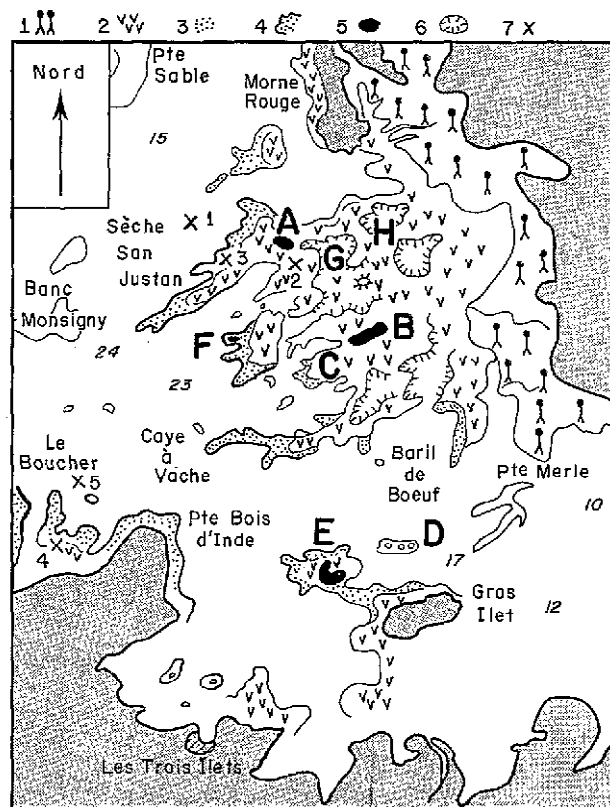 1 2 3 4 5 6 7 x
Nord
Pte
Sable
Morne
Rouge
15
Sèche
San
Justan
x 1
A
x 3
x 2
G
H
Banc
Monsigny
24
F
B
C
23
Le
Boucher
x 5
Caye
à
Vache
Baril
de
Boeuf
Pte Merle
10
4 x
Pte Bois
d'Inde
E
D
17
Gros
Ilet
12
Les Trois Ilets